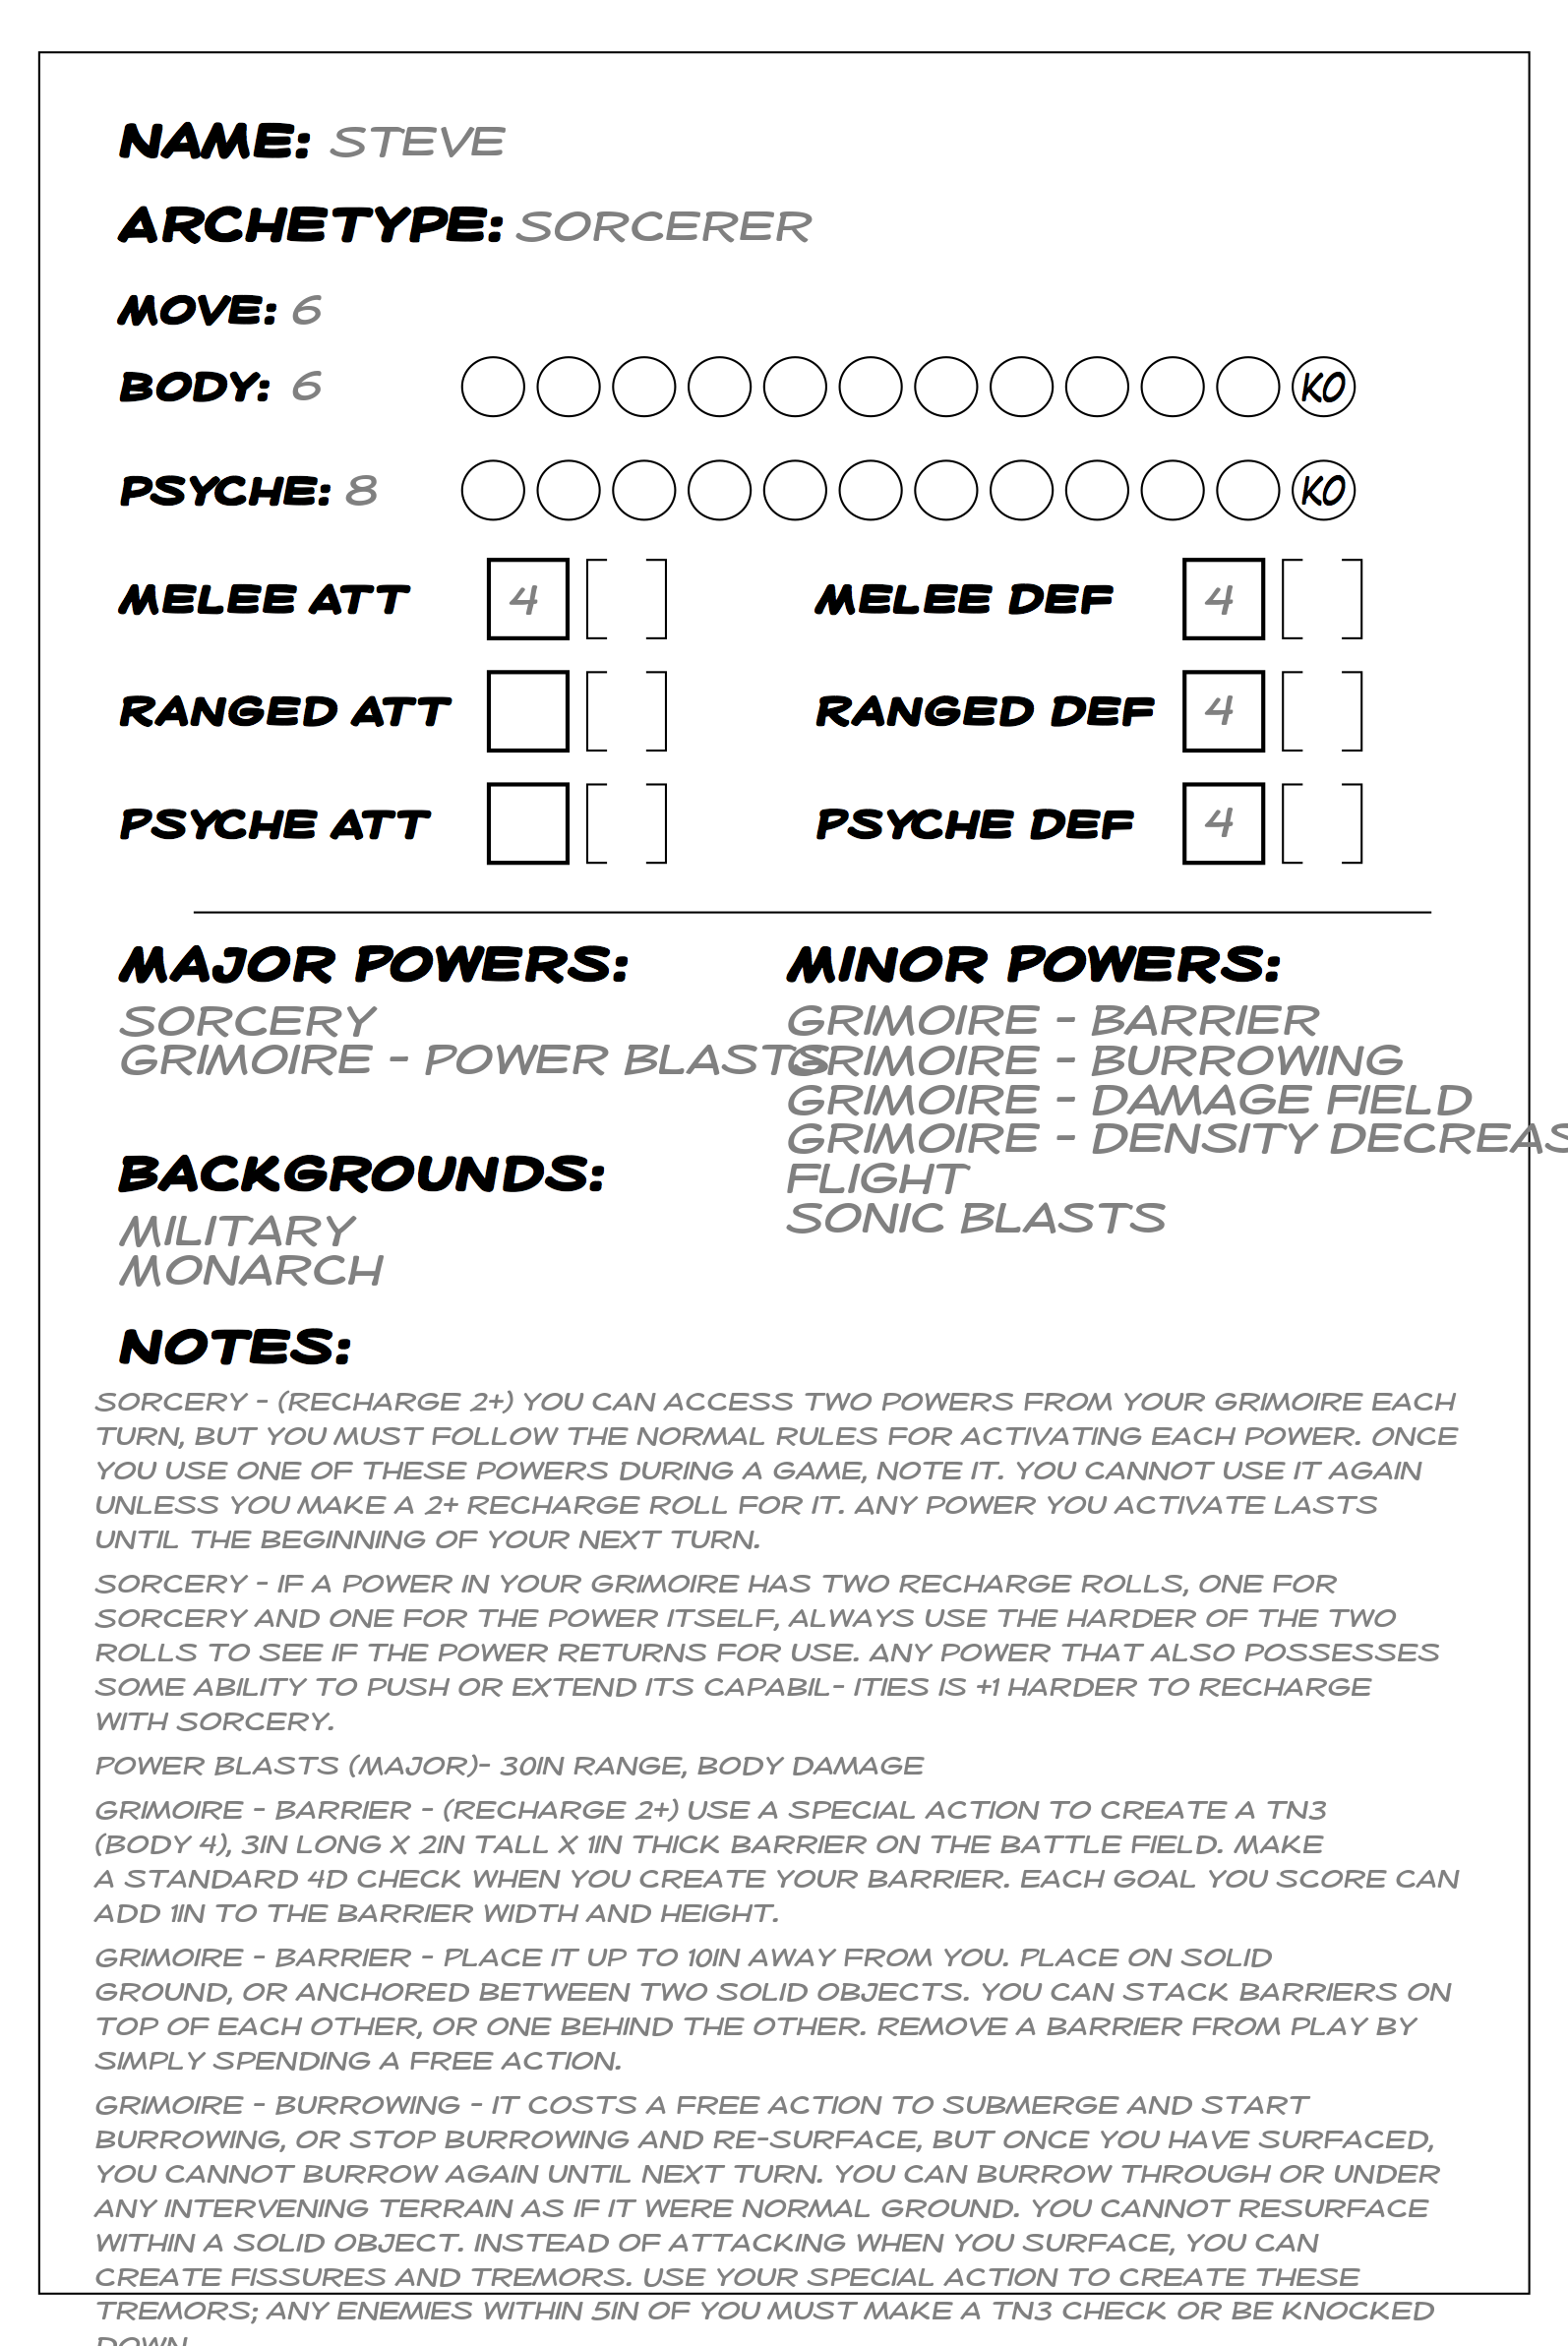 NAME: STEVE
ARCHETYPE: SORCERER
MOVE: 6
BODY: 6 KO
PSYCHE: 8 KO
MELEE ATT 4 MELEE DEF 4
RANGED ATT RANGED DEF 4
PSYCHE ATT PSYCHE DEF 4
MAJOR POWERS:
SORCERY
GRIMOIRE - POWER BLASTS
BACKGROUNDS:
MILITARY
MONARCH
MINOR POWERS:
GRIMOIRE - BARRIER
GRIMOIRE - BURROWING
GRIMOIRE - DAMAGE FIELD
GRIMOIRE - DENSITY DECREAS
FLIGHT
SONIC BLASTS
NOTES:
SORCERY - (RECHARGE 2+) YOU CAN ACCESS TWO POWERS FROM YOUR GRIMOIRE EACH
TURN, BUT YOU MUST FOLLOW THE NORMAL RULES FOR ACTIVATING EACH POWER. ONCE
YOU USE ONE OF THESE POWERS DURING A GAME, NOTE IT. YOU CANNOT USE IT AGAIN
UNLESS YOU MAKE A 2+ RECHARGE ROLL FOR IT. ANY POWER YOU ACTIVATE LASTS
UNTIL THE BEGINNING OF YOUR NEXT TURN.
SORCERY - IF A POWER IN YOUR GRIMOIRE HAS TWO RECHARGE ROLLS, ONE FOR
SORCERY AND ONE FOR THE POWER ITSELF, ALWAYS USE THE HARDER OF THE TWO
ROLLS TO SEE IF THE POWER RETURNS FOR USE. ANY POWER THAT ALSO POSSESSES
SOME ABILITY TO PUSH OR EXTEND ITS CAPABIL- ITIES IS +1 HARDER TO RECHARGE
WITH SORCERY.
POWER BLASTS (MAJOR)- 30IN RANGE, BODY DAMAGE
GRIMOIRE - BARRIER - (RECHARGE 2+) USE A SPECIAL ACTION TO CREATE A TN3
(BODY 4), 3IN LONG X 2IN TALL X 1IN THICK BARRIER ON THE BATTLE FIELD. MAKE
A STANDARD 4D CHECK WHEN YOU CREATE YOUR BARRIER. EACH GOAL YOU SCORE CAN
ADD 1IN TO THE BARRIER WIDTH AND HEIGHT.
GRIMOIRE - BARRIER - PLACE IT UP TO 10IN AWAY FROM YOU. PLACE ON SOLID
GROUND, OR ANCHORED BETWEEN TWO SOLID OBJECTS. YOU CAN STACK BARRIERS ON
TOP OF EACH OTHER, OR ONE BEHIND THE OTHER. REMOVE A BARRIER FROM PLAY BY
SIMPLY SPENDING A FREE ACTION.
GRIMOIRE - BURROWING - IT COSTS A FREE ACTION TO SUBMERGE AND START
BURROWING, OR STOP BURROWING AND RE-SURFACE, BUT ONCE YOU HAVE SURFACED,
YOU CANNOT BURROW AGAIN UNTIL NEXT TURN. YOU CAN BURROW THROUGH OR UNDER
ANY INTERVENING TERRAIN AS IF IT WERE NORMAL GROUND. YOU CANNOT RESURFACE
WITHIN A SOLID OBJECT. INSTEAD OF ATTACKING WHEN YOU SURFACE, YOU CAN
CREATE FISSURES AND TREMORS. USE YOUR SPECIAL ACTION TO CREATE THESE
TREMORS; ANY ENEMIES WITHIN 5IN OF YOU MUST MAKE A TN3 CHECK OR BE KNOCKED
DOWN